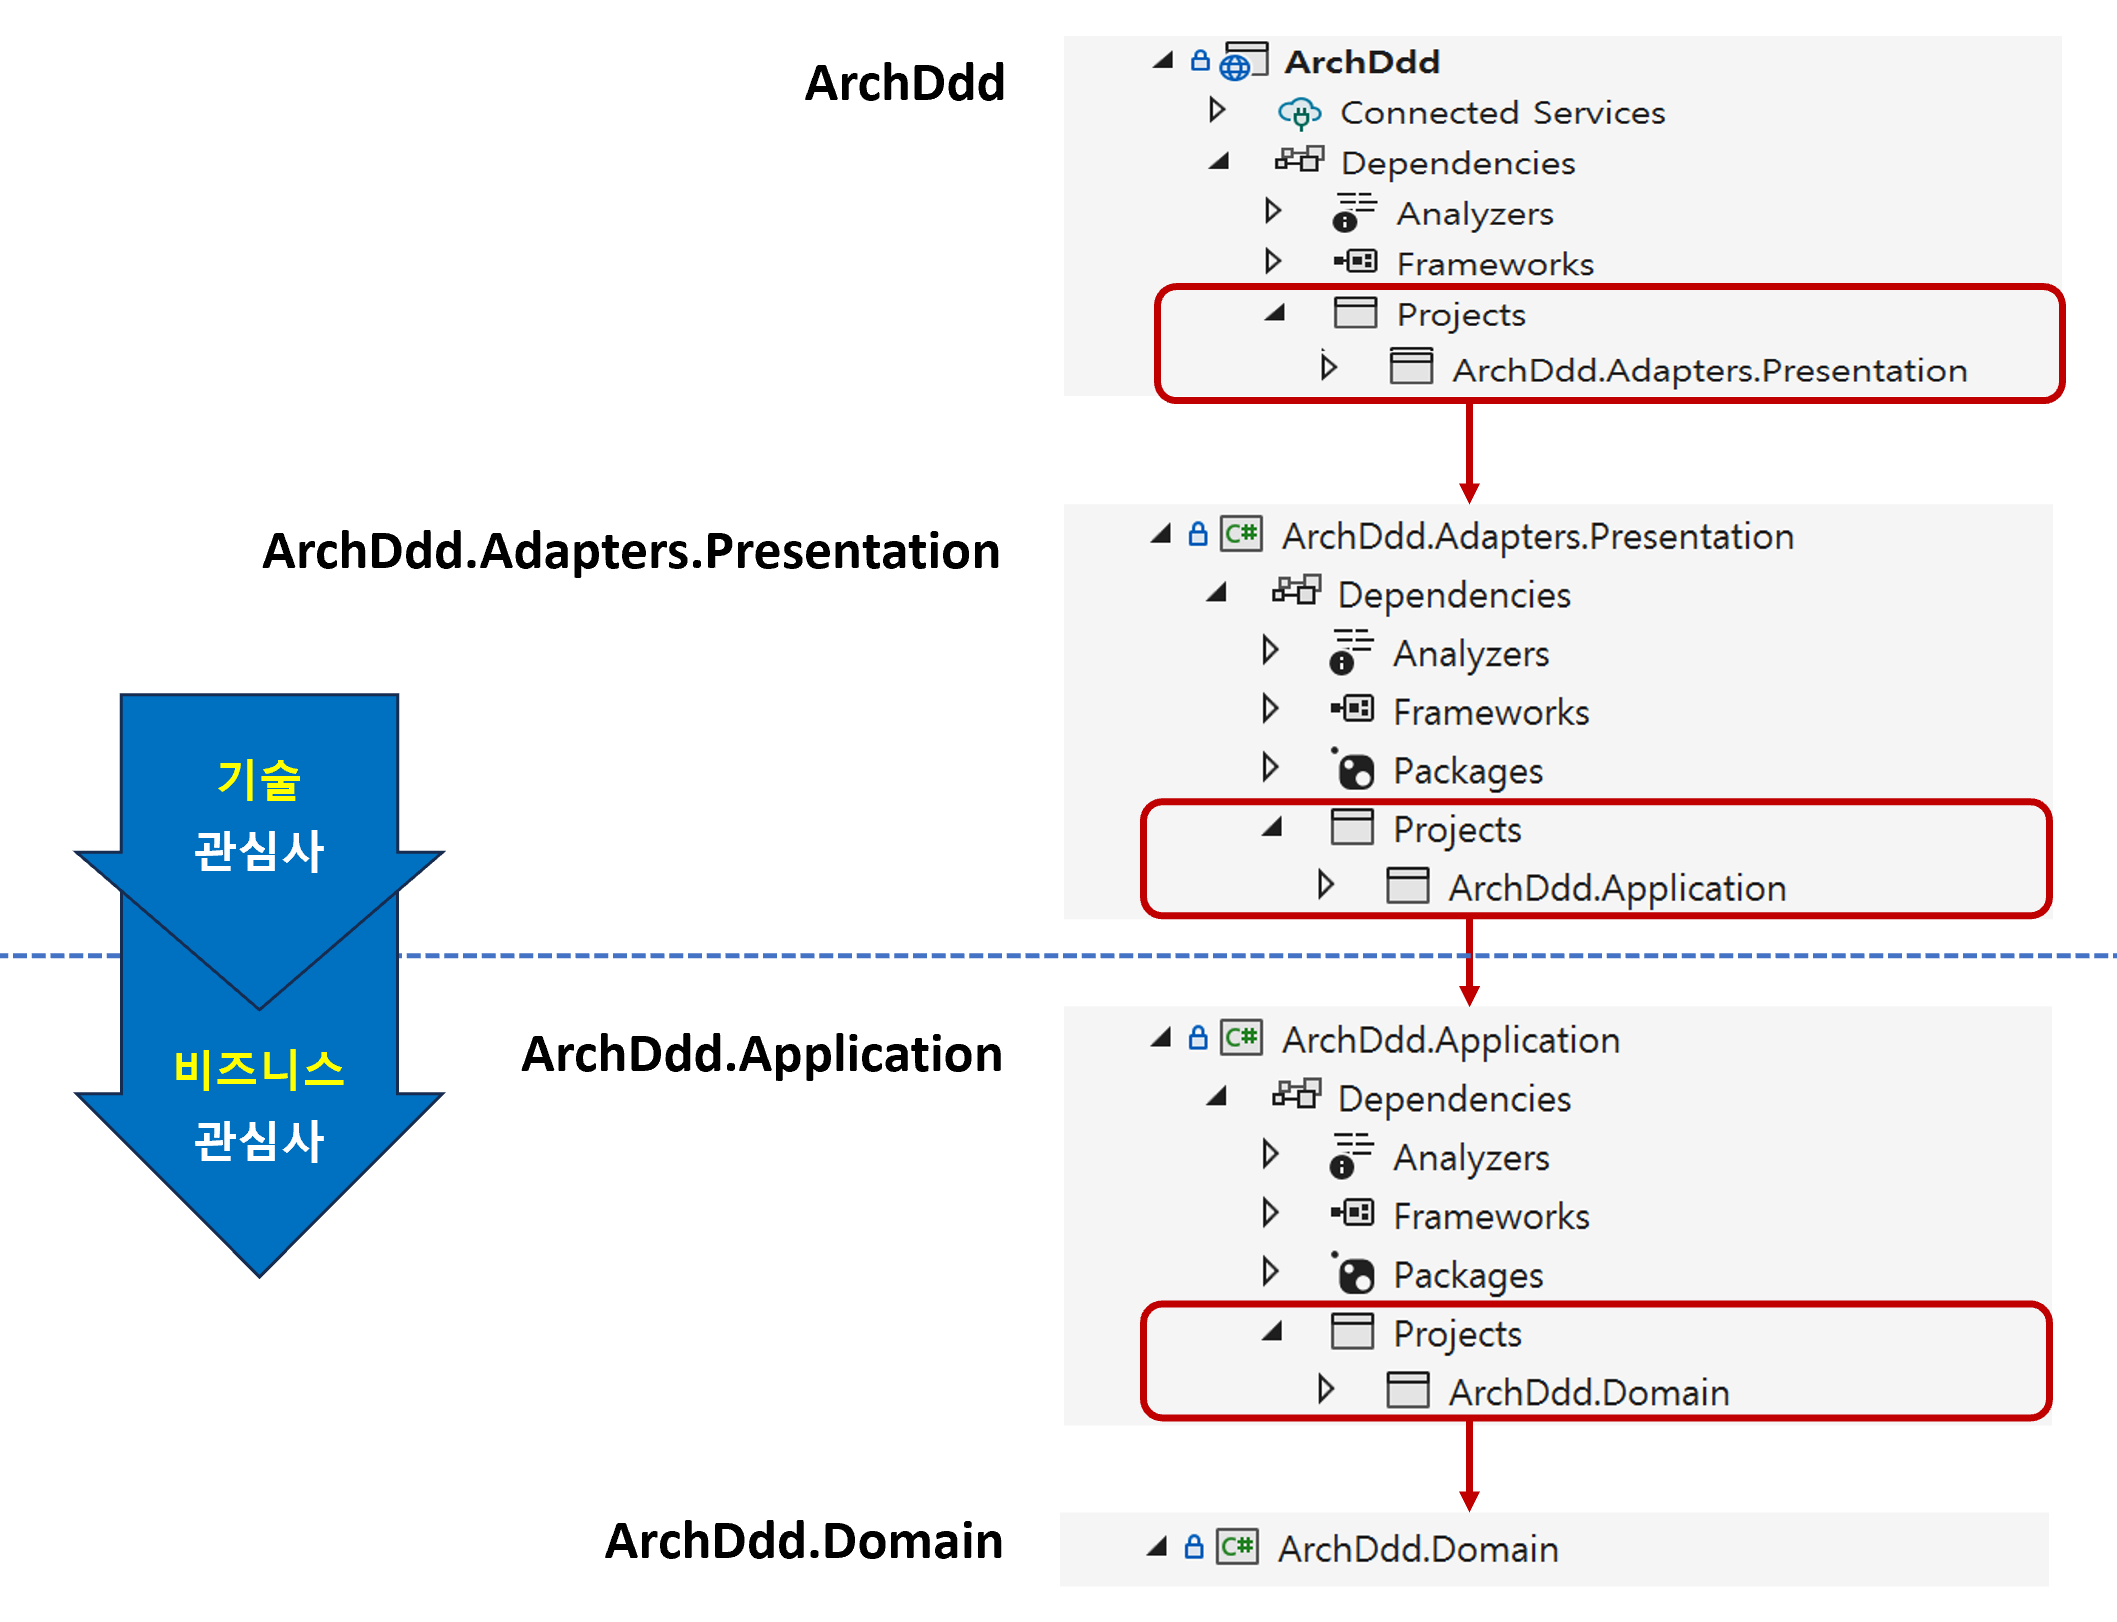 ArchDdd
ArchDdd
Connected Services
Dependencies
Analyzers
Frameworks
Projects
ArchDdd.Adapters.Presentation
ArchDdd.Adapters.Presentation
C# ArchDdd.Adapters.Presentation
Dependencies
Analyzers
Frameworks
Packages
Projects
ArchDdd.Application
기술
관심사
비즈니스
관심사
ArchDdd.Application
C# ArchDdd.Application
Dependencies
Analyzers
Frameworks
Packages
Projects
ArchDdd.Domain
ArchDdd.Domain
C# ArchDdd.Domain